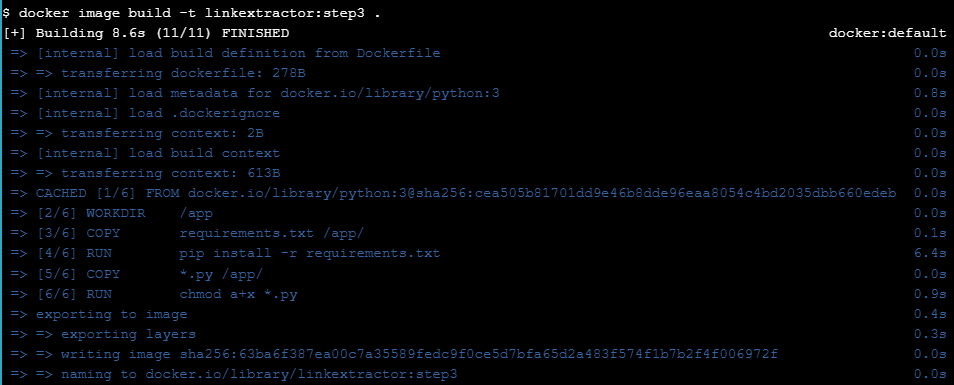 $ docker image build -t linkextractor:step3 .
[+] Building 8.6s (11/11) FINISHED docker:default
=> [internal] load build definition from Dockerfile 0.0s
=> => transferring dockerfile: 278B 0.0s
=> [internal] load metadata for docker.io/library/python:3 0.8s
=> [internal] load .dockerignore 0.0s
=> => transferring context: 2B 0.0s
=> [internal] load build context 0.0s
=> => transferring context: 613B 0.0s
=> CACHED [1/6] FROM docker.io/library/python:3@sha256:cea505b81701dd9e46b8dde96eaa8054c4bd2035dbb660edeb 0.0s
=> [2/6] WORKDIR /app 0.0s
=> [3/6] COPY requirements.txt /app/ 0.1s
=> [4/6] RUN pip install -r requirements.txt 6.4s
=> [5/6] COPY *.py /app/ 0.0s
=> [6/6] RUN chmod a+x *.py 0.9s
=> exporting to image 0.4s
=> => exporting layers 0.3s
=> => writing image sha256:63ba6f387ea00c7a35589fedc9f0ce5d7bfa65d2a483f574f1b7b2f4f006972f 0.0s
=> => naming to docker.io/library/linkextractor:step3 0.0s